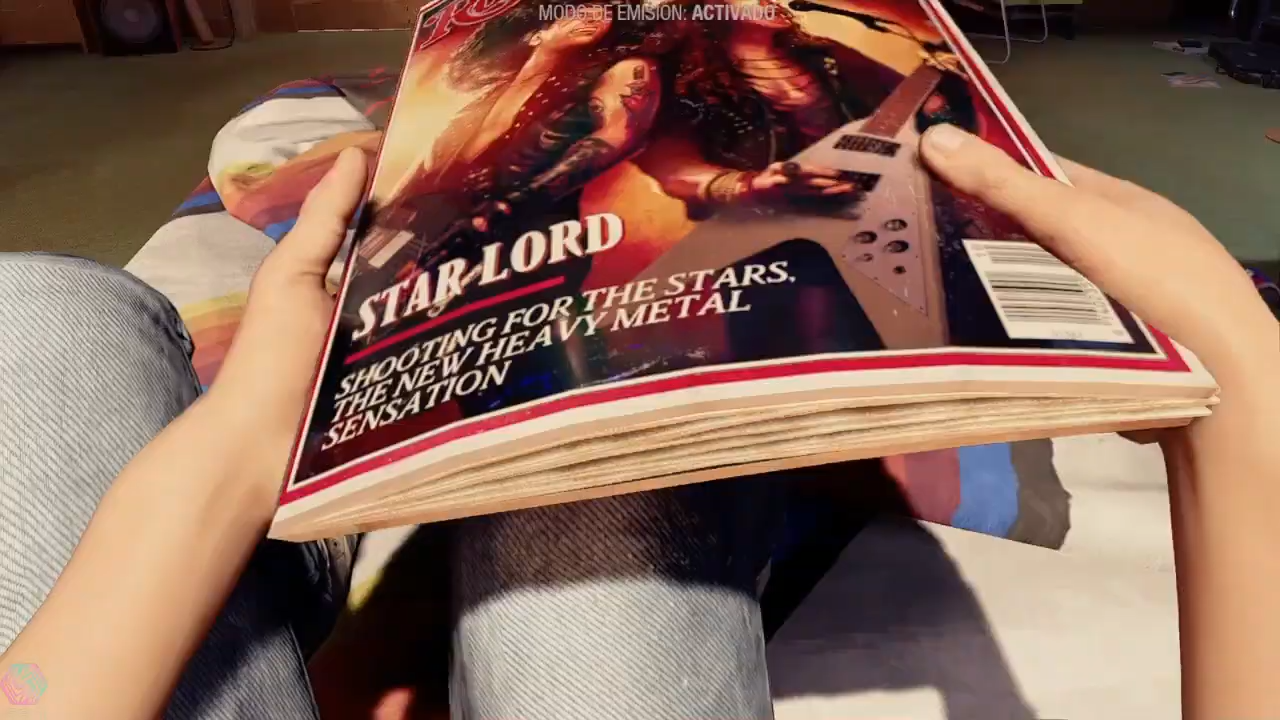 MODO DE EMISIÓN: ACTIVADO
STAR-LORD
SHOOTING FOR THE STARS,
THE NEW HEAVY METAL
SENSATION